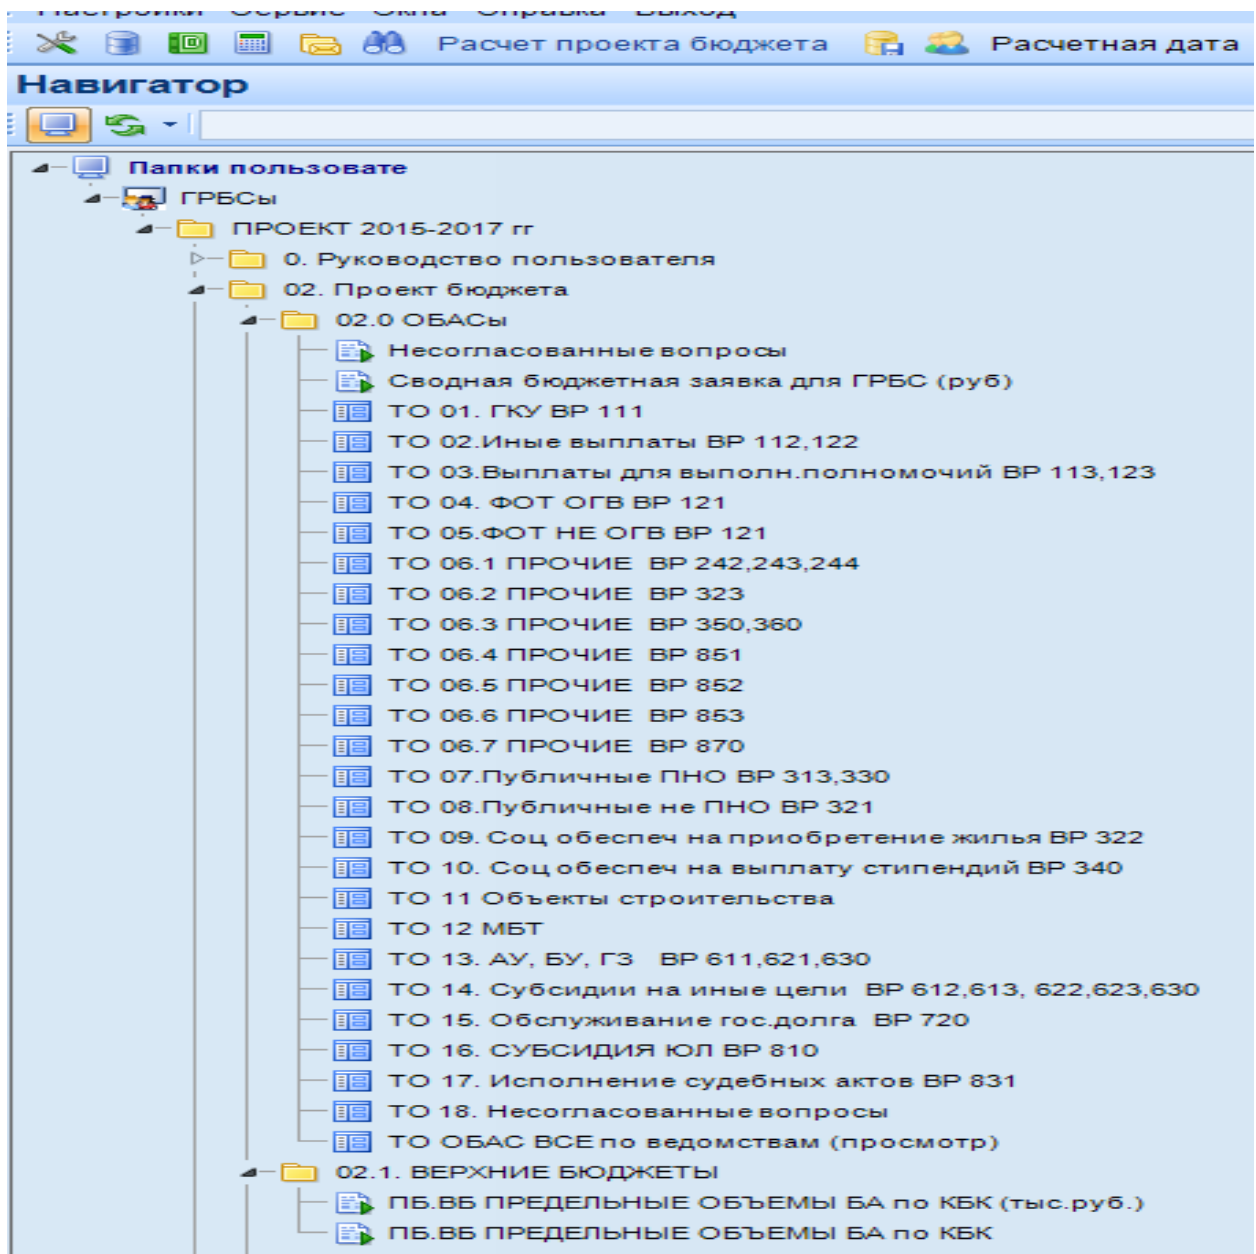 Настройки Сервис Окна Справка Выход
Расчет проекта бюджета Расчетная дата
Навигатор
Папки пользовате
ГРБСы
ПРОЕКТ 2015-2017 гг
0. Руководство пользователя
02. Проект бюджета
02.0 ОБАСы
Несогласованные вопросы
Сводная бюджетная заявка для ГРБС (руб)
ТО 01. ГКУ ВР 111
ТО 02.Иные выплаты ВР 112,122
ТО 03.Выплаты для выполн.полномочий ВР 113,123
ТО 04. ФОТ ОГВ ВР 121
ТО 05.ФОТ НЕ ОГВ ВР 121
ТО 06.1 ПРОЧИЕ ВР 242,243,244
ТО 06.2 ПРОЧИЕ ВР 323
ТО 06.3 ПРОЧИЕ ВР 350,360
ТО 06.4 ПРОЧИЕ ВР 851
ТО 06.5 ПРОЧИЕ ВР 852
ТО 06.6 ПРОЧИЕ ВР 853
ТО 06.7 ПРОЧИЕ ВР 870
ТО 07.Публичные ПНО ВР 313,330
ТО 08.Публичные не ПНО ВР 321
ТО 09. Соц обеспеч на приобретение жилья ВР 322
ТО 10. Соц обеспеч на выплату стипендий ВР 340
ТО 11 Объекты строительства
ТО 12 МБТ
ТО 13. АУ, БУ, ГЗ ВР 611,621,630
ТО 14. Субсидии на иные цели ВР 612,613, 622,623,630
ТО 15. Обслуживание гос.долга ВР 720
ТО 16. СУБСИДИЯ ЮЛ ВР 810
ТО 17. Исполнение судебных актов ВР 831
ТО 18. Несогласованные вопросы
ТО ОБАС ВСЕ по ведомствам (просмотр)
02.1. ВЕРХНИЕ БЮДЖЕТЫ
ПБ.ВБ ПРЕДЕЛЬНЫЕ ОБЪЕМЫ БА по КБК (тыс.руб.)
ПБ.ВБ ПРЕДЕЛЬНЫЕ ОБЪЕМЫ БА по КБК